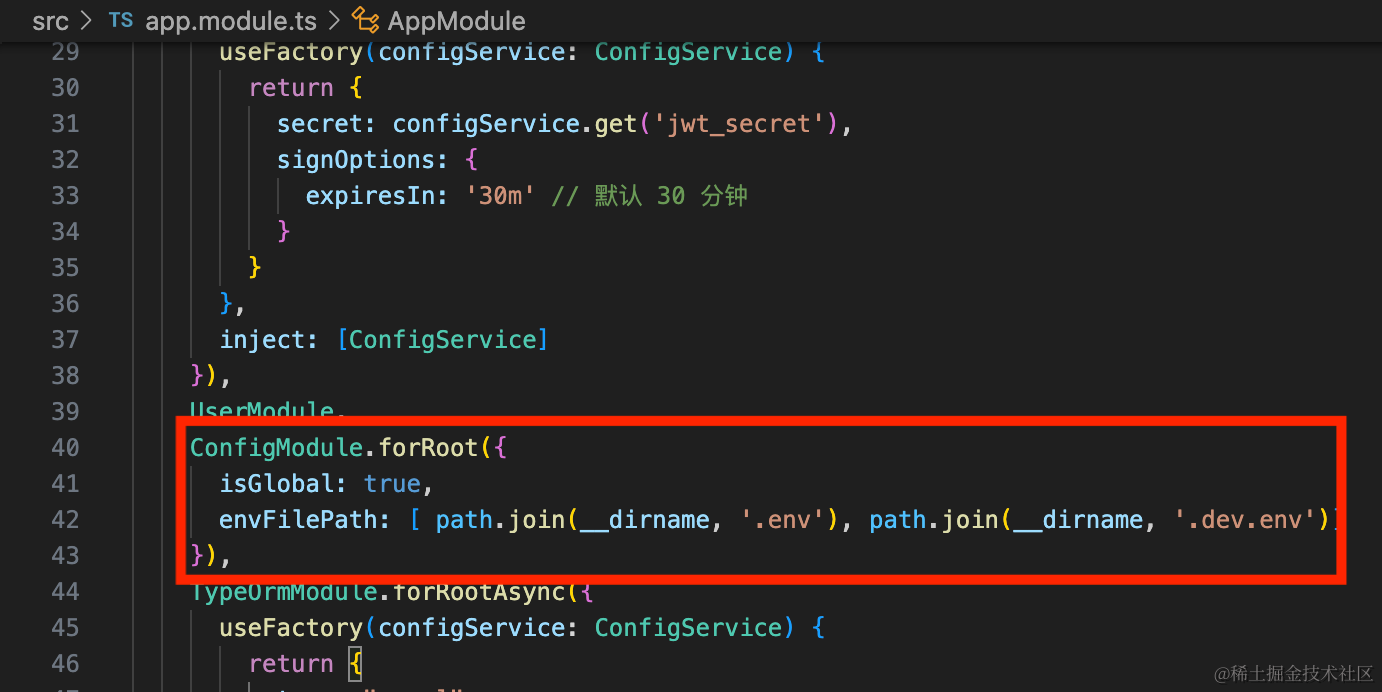 src > TS app.module.ts > AppModule
29 useFactory(configService: ConfigService) {
30 return {
31 secret: configService.get('jwt_secret'),
32 signOptions: {
33 expiresIn: '30m' // 默认 30 分钟
34 }
35 }
36 },
37 inject: [ConfigService]
38 }),
39 UserModule,
40 ConfigModule.forRoot({
41 isGlobal: true,
42 envFilePath: [ path.join(__dirname, '.env'), path.join(__dirname, '.dev.env')]
43 }),
44 TypeOrmModule.forRootAsync({
45 useFactory(configService: ConfigService) {
46 return {
@稀土掘金技术社区